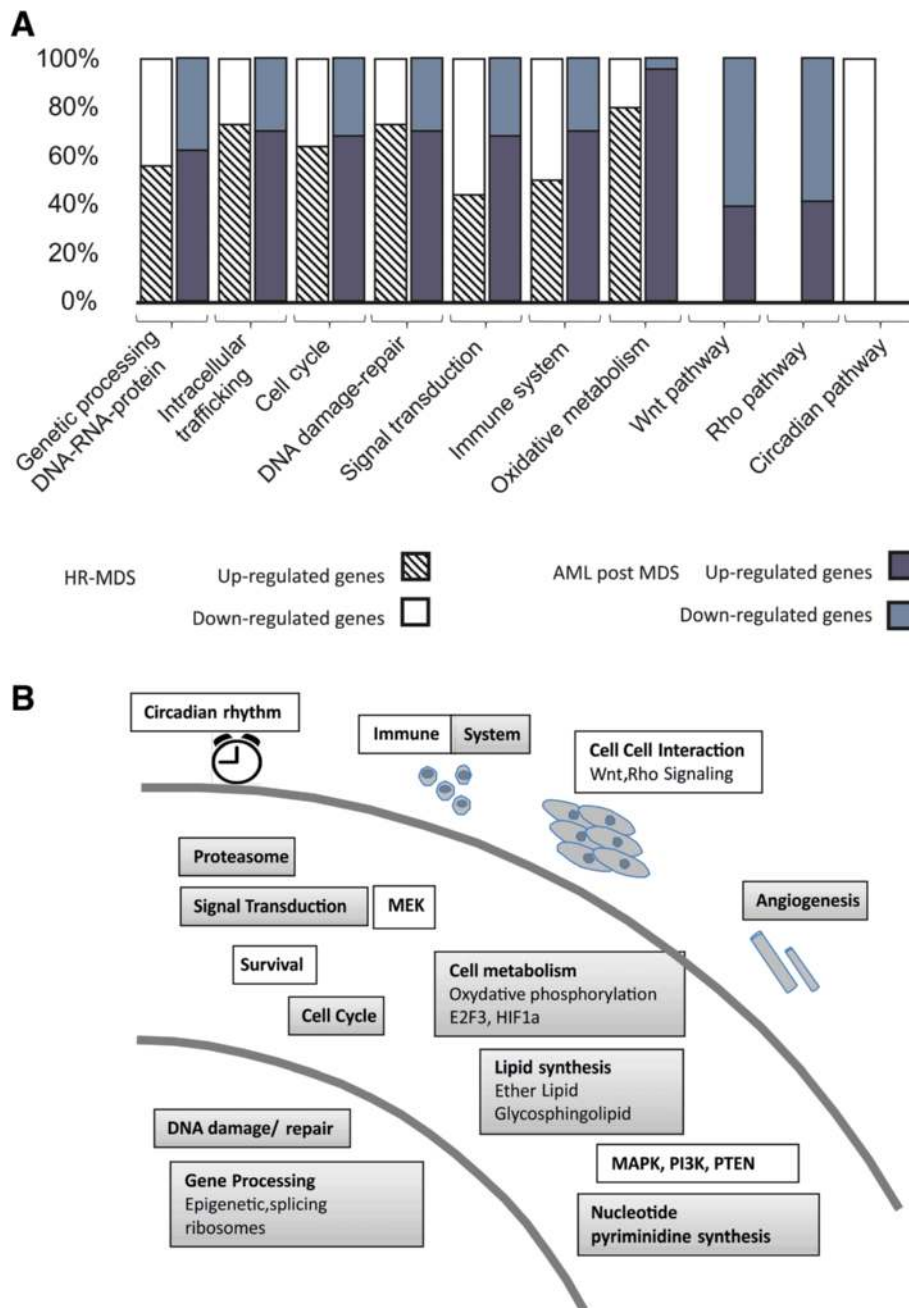 A
100%
80%
60%
40%
20%
0%
Genetic processing
DNA-RNA-protein
Intracellular
trafficking
Cell cycle
DNA damage-repair
Signal transduction
Immune system
Oxidative metabolism
Wnt pathway
Rho pathway
Circadian pathway
HR-MDS
Up-regulated genes
Down-regulated genes
AML post MDS
Up-regulated genes
Down-regulated genes
B
Circadian rhythm
Immune System
Cell Cell Interaction
Wnt,Rho Signaling
Proteasome
Signal Transduction
MEK
Angiogenesis
Survival
Cell metabolism
Oxydative phosphorylation
E2F3, HIF1a
Cell Cycle
Lipid synthesis
Ether Lipid
Glycosphingolipid
DNA damage/ repair
MAPK, PI3K, PTEN
Gene Processing
Epigenetic,splicing
ribosomes
Nucleotide
pyriminidine synthesis